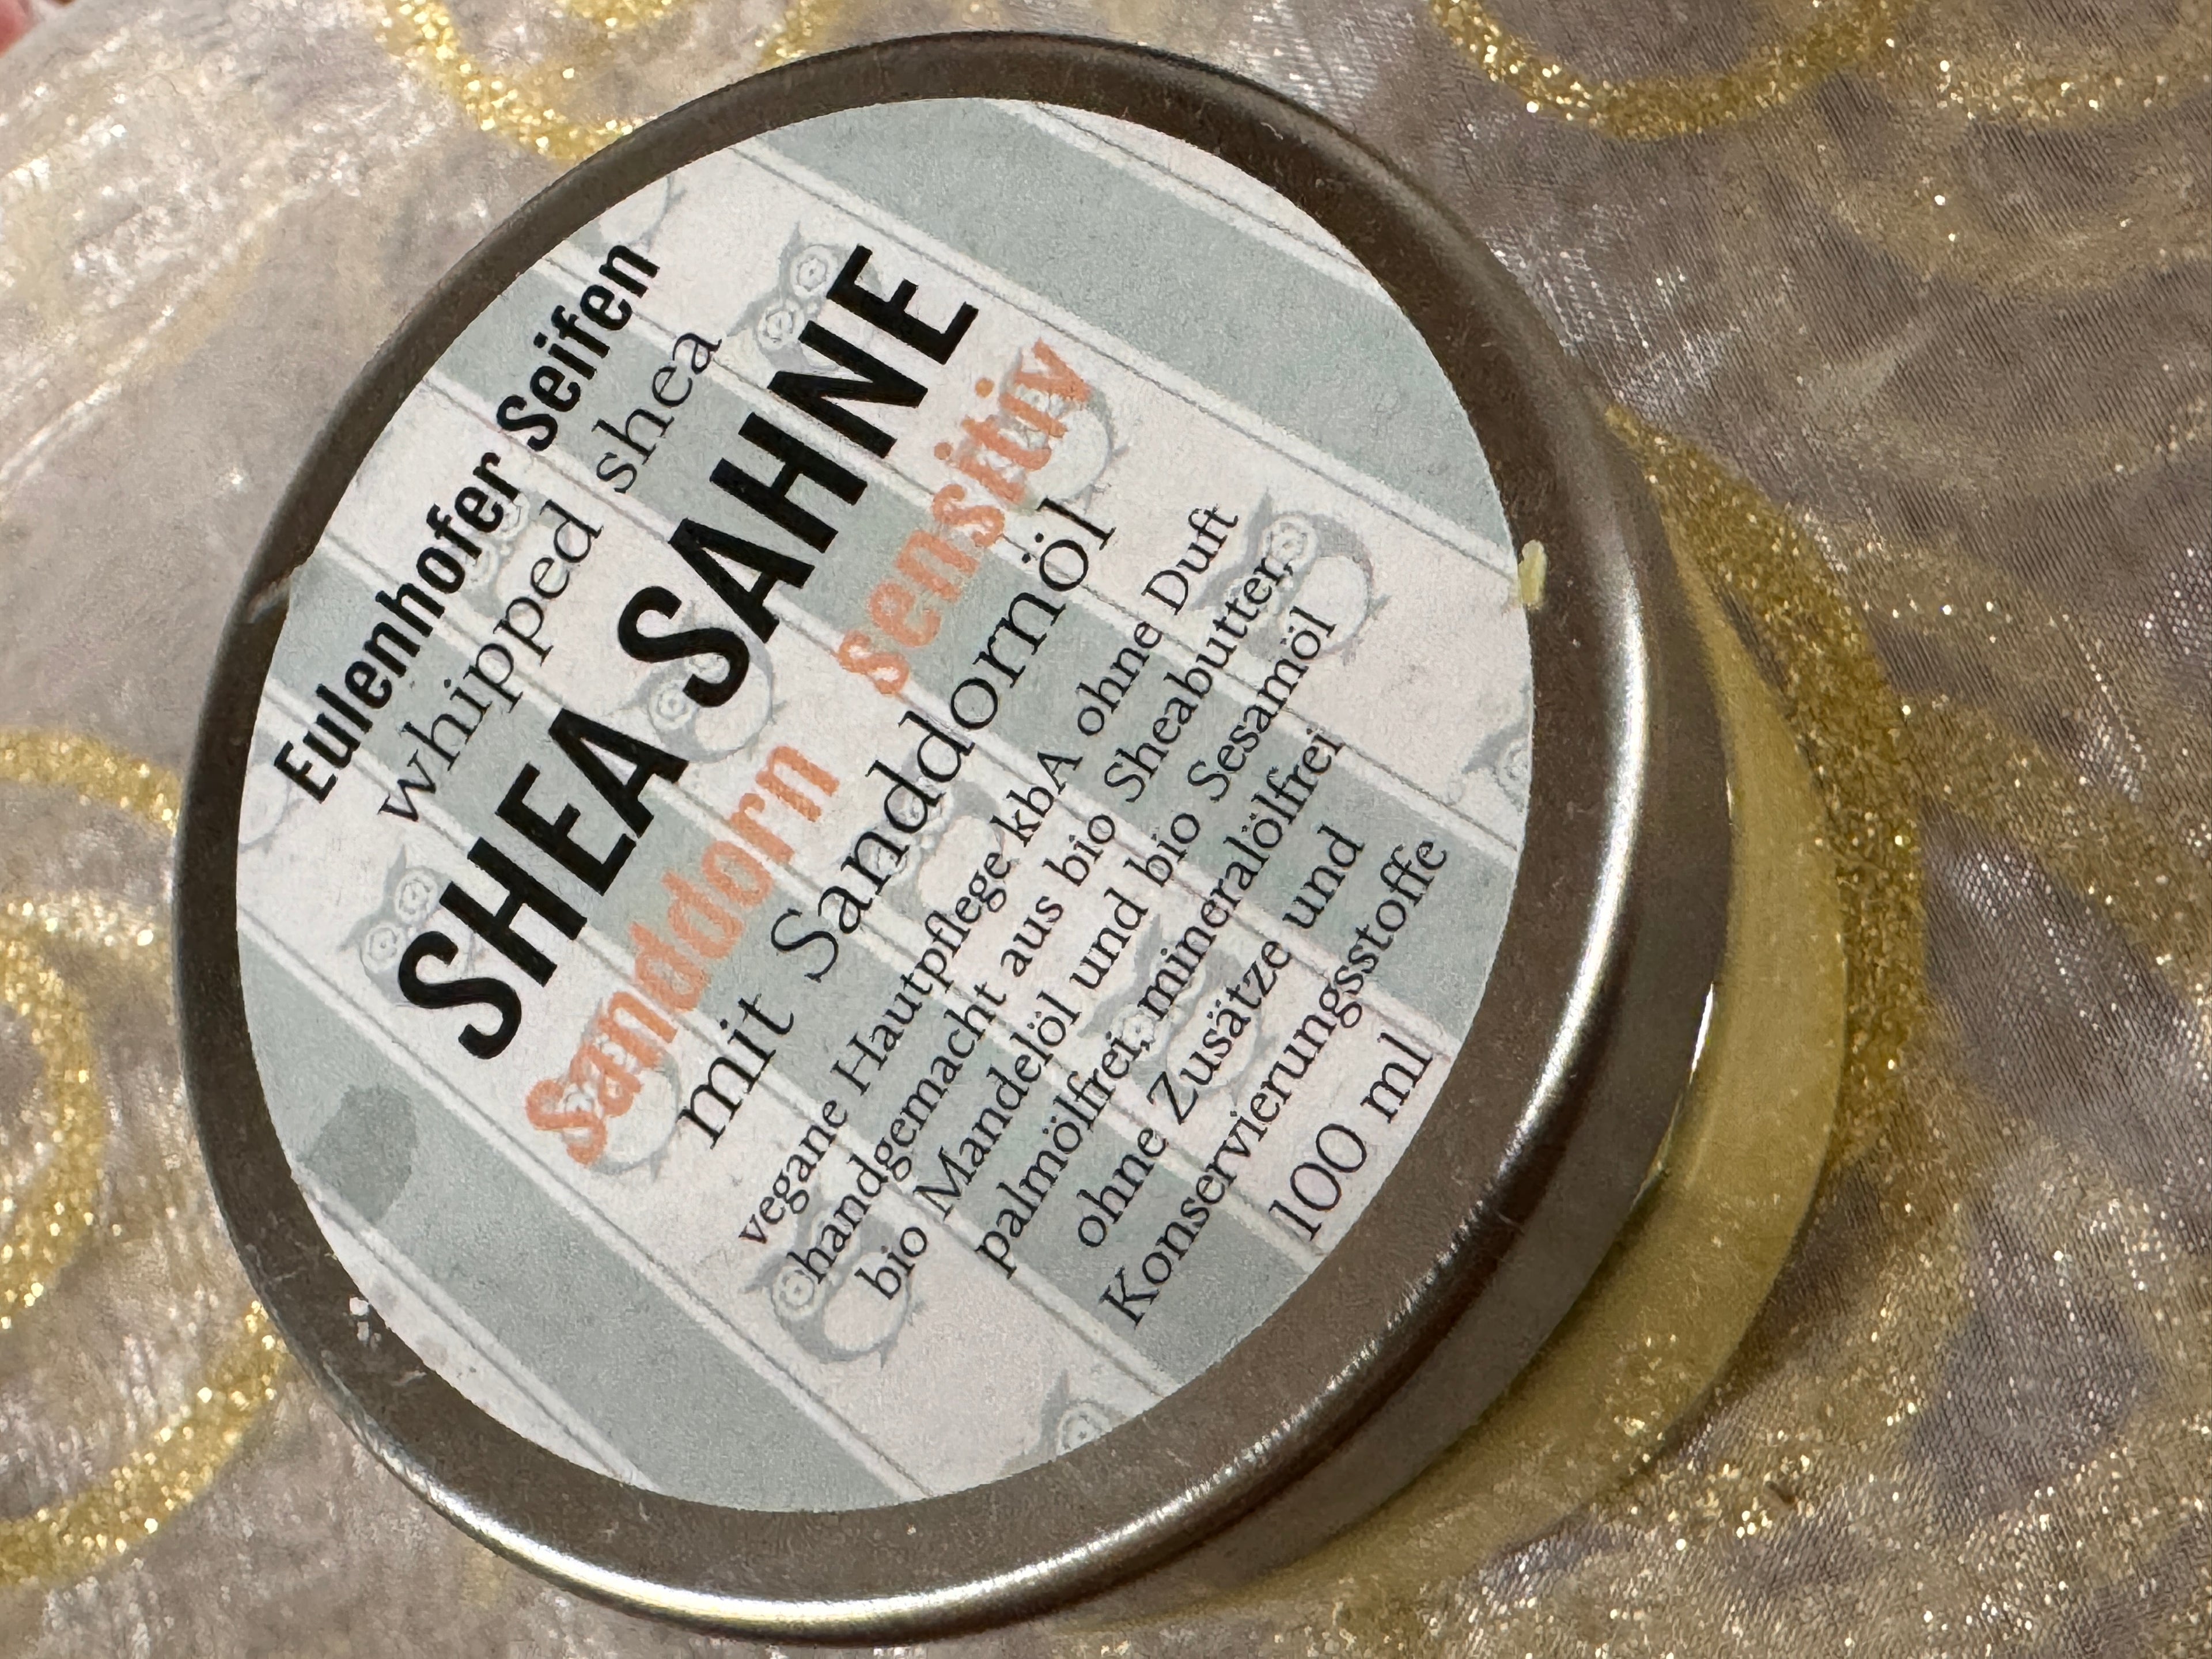 Eulenhofer Seifen
whipped shea
SHEA SAHNE
Sanddorn sensitiv
mit Sanddornöl
vegane Hautpflege kbA ohne Duft
handgemacht aus bio Sheabutter,
bio Mandelöl und bio Sesamöl
palmölfrei, mineralölfrei
ohne Zusätze und
Konservierungsstoffe
100 ml